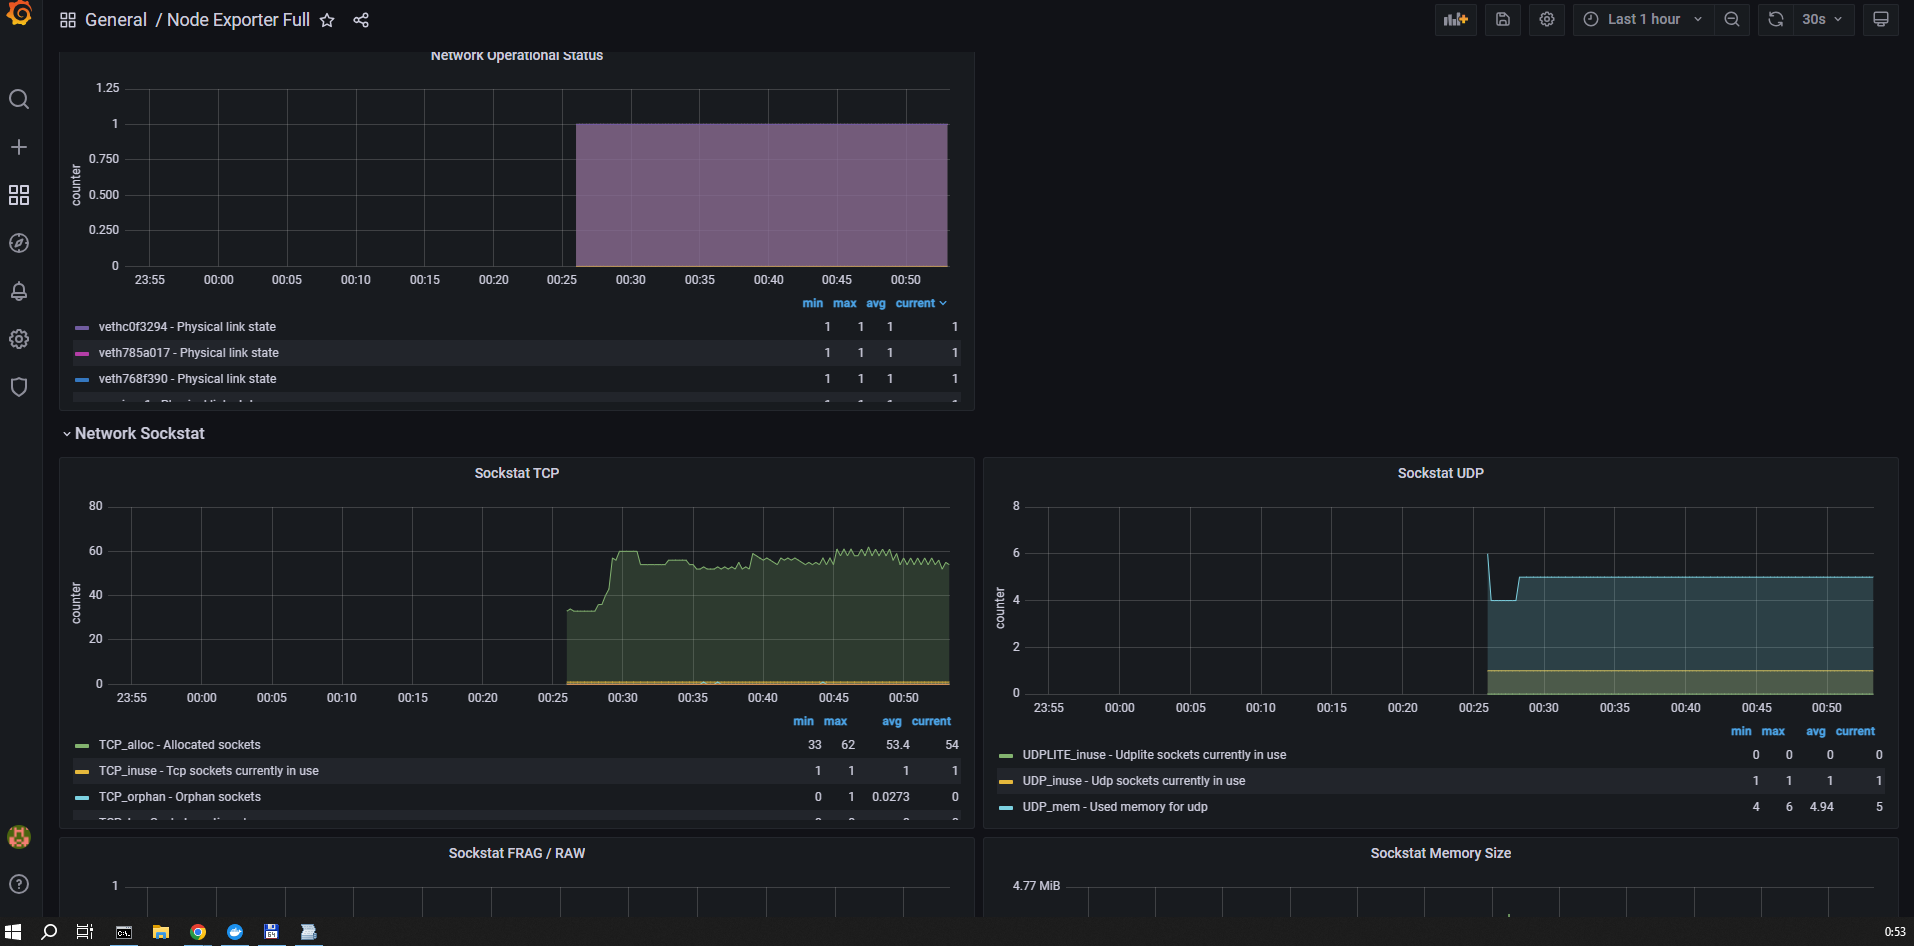 General / Node Exporter Full
Last 1 hour
30s
Network Operational Status
1.25
1
0.750
0.500
0.250
0
counter
23:55 00:00 00:05 00:10 00:15 00:20 00:25 00:30 00:35 00:40 00:45 00:50
min max avg current
vethc0f3294 - Physical link state 1 1 1 1
veth785a017 - Physical link state 1 1 1 1
veth768f390 - Physical link state 1 1 1 1
Network Sockstat
Sockstat TCP
80
60
40
20
0
counter
23:55 00:00 00:05 00:10 00:15 00:20 00:25 00:30 00:35 00:40 00:45 00:50
min max avg current
TCP_alloc - Allocated sockets 33 62 53.4 54
TCP_inuse - Tcp sockets currently in use 1 1 1 1
TCP_orphan - Orphan sockets 0 1 0.0273 0
Sockstat UDP
8
6
4
2
0
counter
23:55 00:00 00:05 00:10 00:15 00:20 00:25 00:30 00:35 00:40 00:45 00:50
min max avg current
UDPLITE_inuse - Udplite sockets currently in use 0 0 0 0
UDP_inuse - Udp sockets currently in use 1 1 1 1
UDP_mem - Used memory for udp 4 6 4.94 5
Sockstat FRAG / RAW
1
Sockstat Memory Size
4.77 MiB
0:53